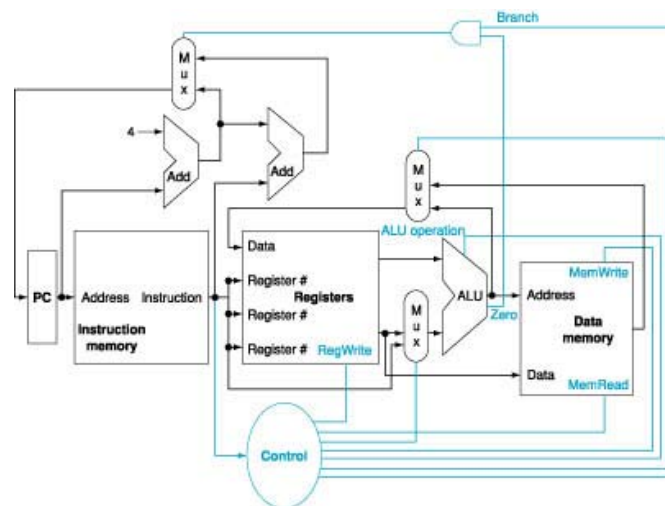 Branch
M
u
x
4
Add
Add
M
u
x
ALU operation
Data
MemWrite
PC
Address
Instruction
Register #
Registers
M
u
x
ALU
Address
Instruction
memory
Register #
Zero
Data
memory
Register #
RegWrite
Data
MemRead
Control